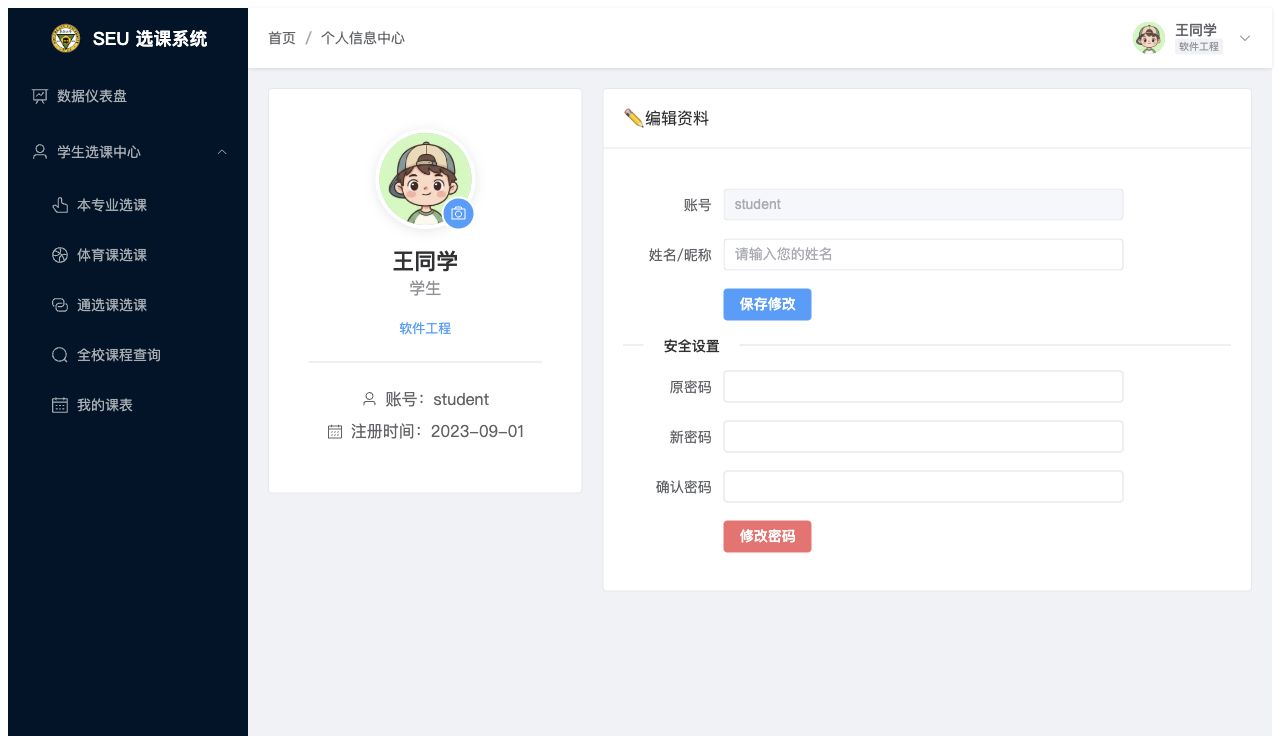 SEU 选课系统
首页 / 个人信息中心
王同学
软件工程
数据仪表盘
学生选课中心
本专业选课
体育课选课
通选课选课
全校课程查询
我的课表
王同学
学生
软件工程
账号：student
注册时间：2023-09-01
编辑资料
账号 student
姓名/昵称 请输入您的姓名
保存修改
安全设置
原密码
新密码
确认密码
修改密码